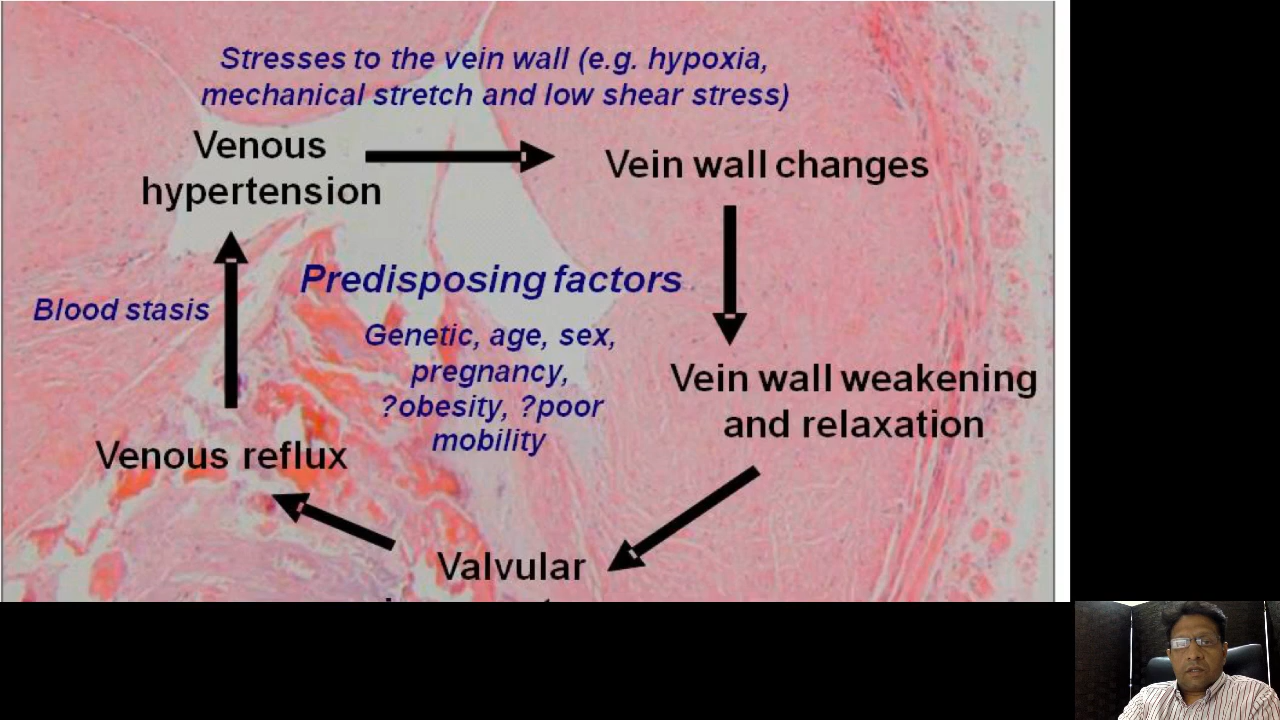 Stresses to the vein wall (e.g. hypoxia,
mechanical stretch and low shear stress)
Venous
hypertension
Vein wall changes
Predisposing factors
Blood stasis
Genetic, age, sex,
pregnancy,
?obesity, ?poor
mobility
Vein wall weakening
and relaxation
Venous reflux
Valvular